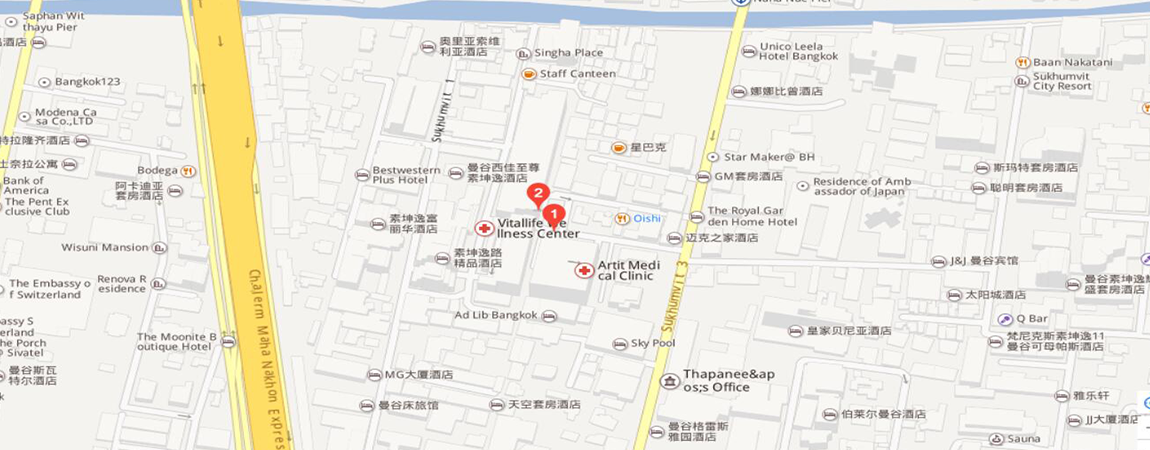 Saphan Wit
thayu Pier
酒店
Bangkok123
Modena Ca
sa Co.,LTD
特拉隆齐酒店
士奈拉公寓
Bank of
America
The Pent Ex
clusive Club
Bodega
阿卡迪亚
套房酒店
Wisuni Mansion
Renova R
esidence
The Embassy o
f Switzerland
The Moonite B
outique Hotel
erland
he Porch
@ Sivatel
曼谷斯瓦
特尔酒店
Chalerm Maha Nakhon Expres
奥里亚索维
利亚酒店
Singha Place
Staff Canteen
Sukhumvit 1
Bestwestern
Plus Hotel
曼谷西佳至尊
素坤逸酒店
星巴克
2
1
素坤逸富
丽华酒店
Vitallife We
llness Center
Oishi
素坤逸路
精品酒店
Artit Medi
cal Clinic
Ad Lib Bangkok
Sky Pool
MG大厦酒店
曼谷床旅馆
天空套房酒店
Unico Leela
Hotel Bangkok
娜娜比普酒店
Star Maker@ BH
GM套房酒店
The Royal Gar
den Home Hotel
迈克之家酒店
Sukhumvit 3
Thapanee&ap
os;s Office
曼谷格雷斯
雅园酒店
Baan Nakatani
Sukhumvit
City Resort
斯玛特套房酒店
聪明套房酒店
Residence of Amb
assador of Japan
J&J 曼谷宾馆
太阳城酒店
Q Bar
皇家贝尼亚酒店
梵尼克斯素坤逸11
曼谷可母帕斯酒店
盛套房酒店
雅乐轩
伯莱尔曼谷酒店
JJ大厦酒店
Sauna